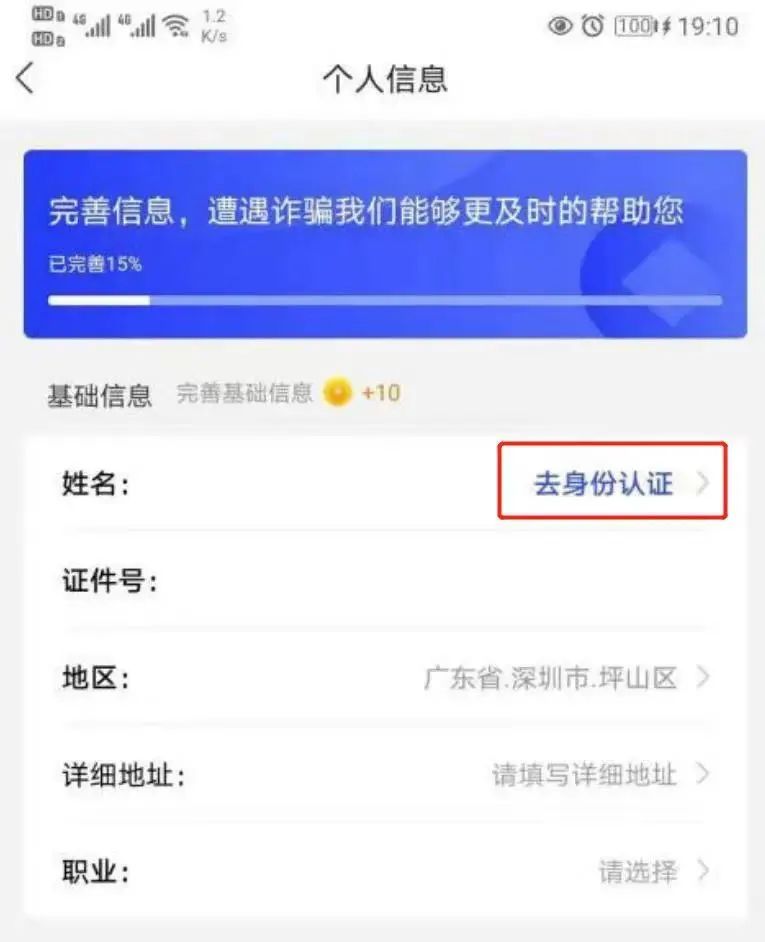 HD 4G 4G 1.2 100 19:10
HD 2 K/s
个人信息
完善信息，遭遇诈骗我们能够更及时的帮助您
已完善15%
基础信息 完善基础信息 +10
姓名： 去身份认证
证件号：
地区： 广东省.深圳市.坪山区
详细地址： 请填写详细地址
职业： 请选择